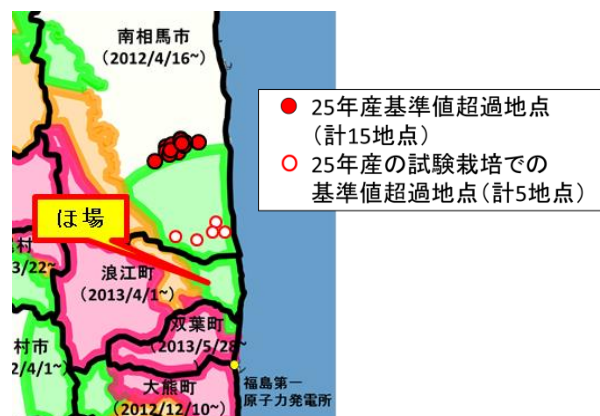 南相馬市
(2012/4/16~)
25年産基準値超過地点
(計15地点)
25年産の試験栽培での
基準値超過地点(計5地点)
ほ場
村
3/22~
浪江町
(2013/4/1~)
双葉町
(2013/5/28~
村市
2/4/1~)
大熊町
(2012/12/10~)
福島第一
原子力発電所